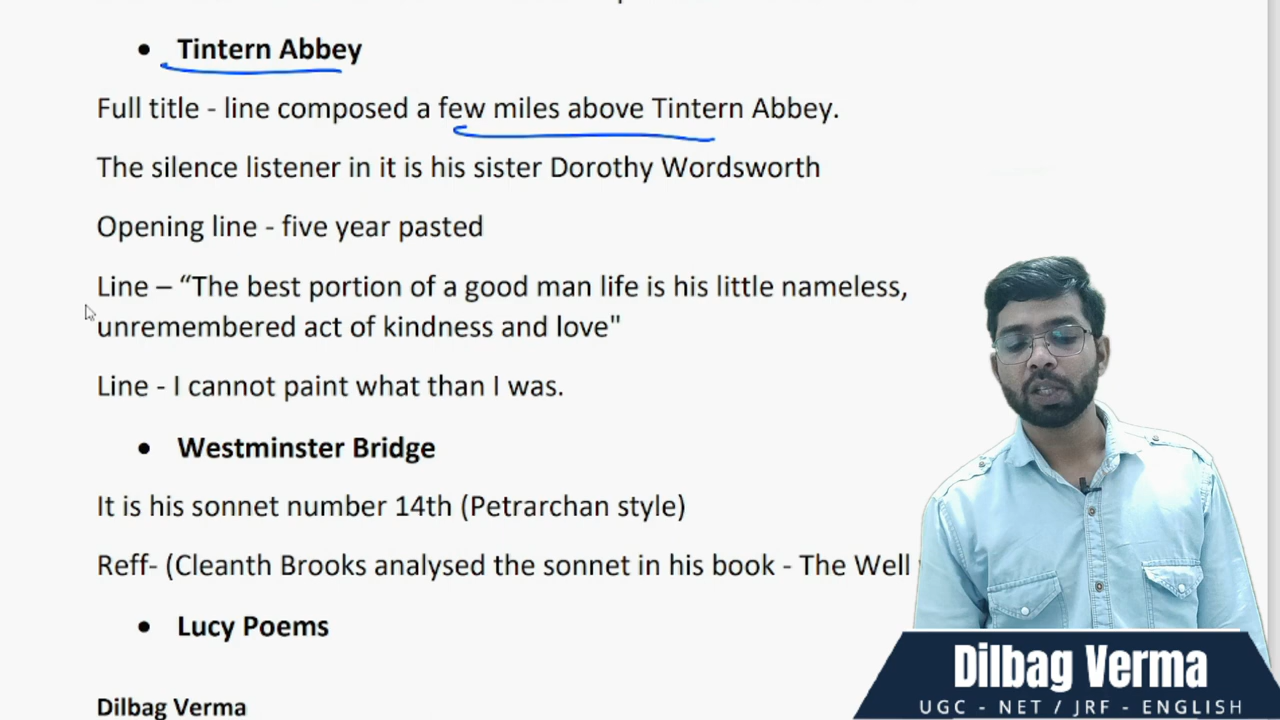 • Tintern Abbey
Full title - line composed a few miles above Tintern Abbey.
The silence listener in it is his sister Dorothy Wordsworth
Opening line - five year pasted
Line – “The best portion of a good man life is his little nameless,
unremembered act of kindness and love"
Line - I cannot paint what than I was.
• Westminster Bridge
It is his sonnet number 14th (Petrarchan style)
Reff- (Cleanth Brooks analysed the sonnet in his book - The Well
• Lucy Poems
Dilbag Verma
Dilbag Verma
UGC - NET / JRF - ENGLISH